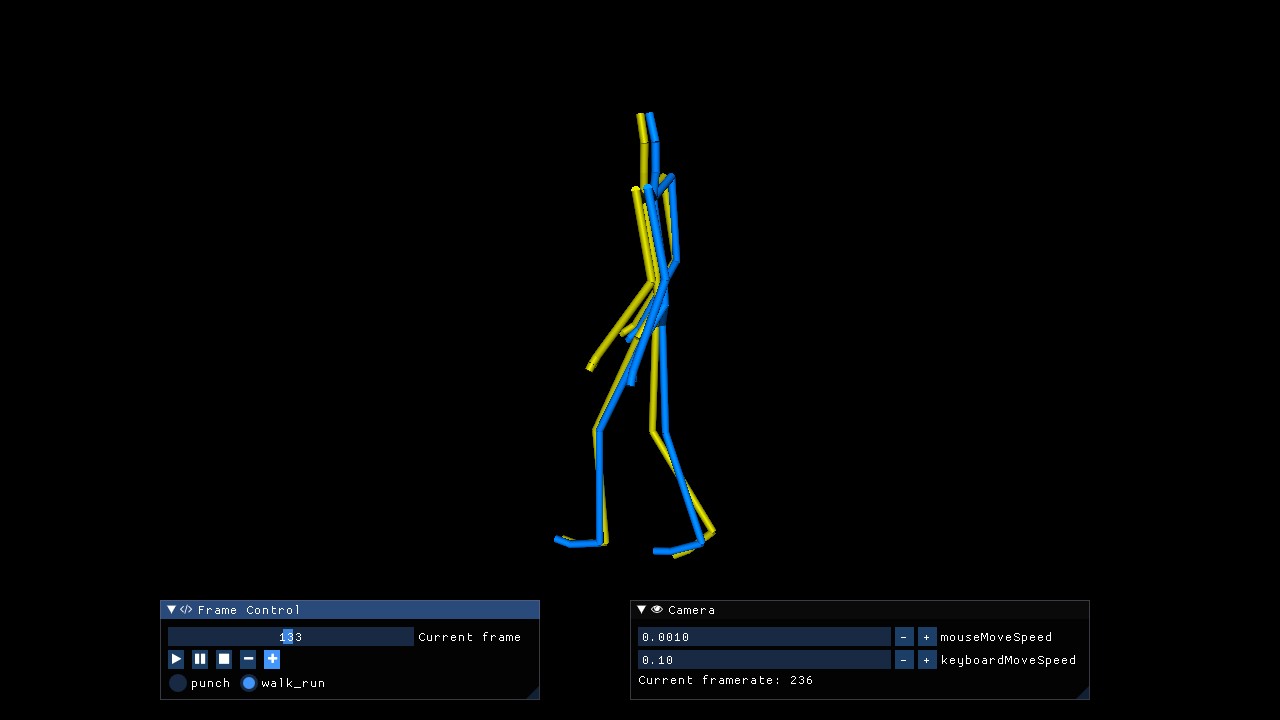 Frame Control
133 Current frame
punch walk_run
Camera
0.0010 - + mouseMoveSpeed
0.10 - + keyboardMoveSpeed
Current framerate: 236